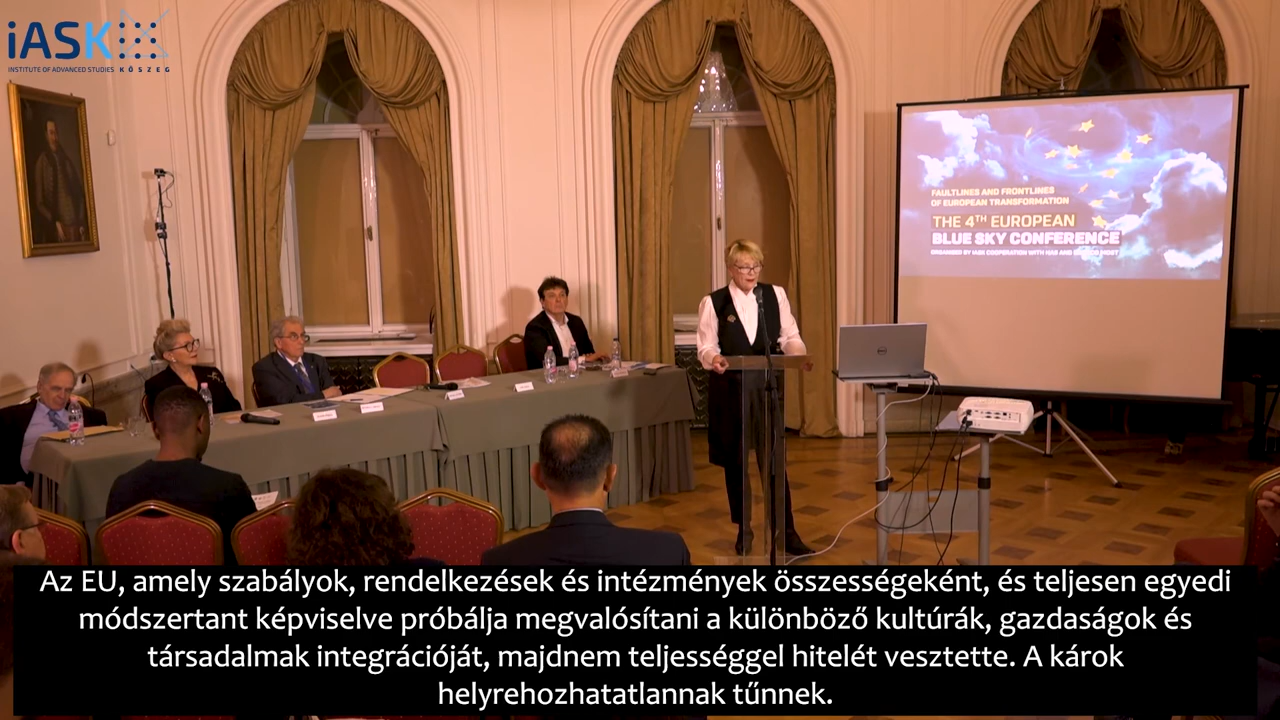 iASK
INSTITUTE OF ADVANCED STUDIES KŐSZEG
FAULTLINES AND FRONTLINES
OF EUROPEAN TRANSFORMATION
THE 4TH EUROPEAN
BLUE SKY CONFERENCE
Az EU, amely szabályok, rendelkezések és intézmények összességeként, és teljesen egyedi
módszertant képviselve próbálja megvalósítani a különböző kultúrák, gazdaságok és
társadalmak integrációját, majdnem teljességgel hitelét vesztette. A károk
helyrehozhatatlannak tűnnek.